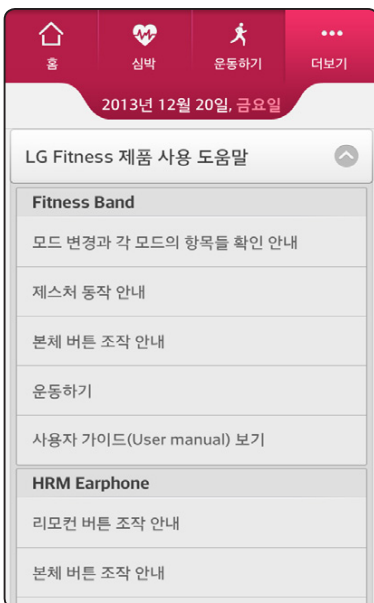 홈
심박
운동하기
더보기
2013년 12월 20일, 금요일
LG Fitness 제품 사용 도움말
Fitness Band
모드 변경과 각 모드의 항목들 확인 안내
제스처 동작 안내
본체 버튼 조작 안내
운동하기
사용자 가이드(User manual) 보기
HRM Earphone
리모컨 버튼 조작 안내
본체 버튼 조작 안내